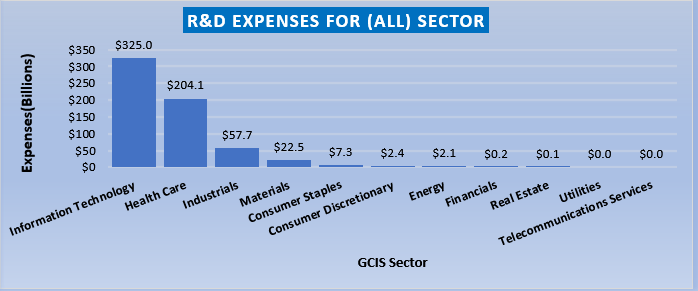 R&D EXPENSES FOR (ALL) SECTOR
Expenses(Billions)
$350
$300
$250
$200
$150
$100
$50
$0
$325.0
$204.1
$57.7
$22.5
$7.3
$2.4
$2.1
$0.2
$0.1
$0.0
$0.0
Information Technology
Health Care
Industrials
Materials
Consumer Staples
Consumer Discretionary
Energy
Financials
Real Estate
Utilities
Telecommunications Services
GCIS Sector